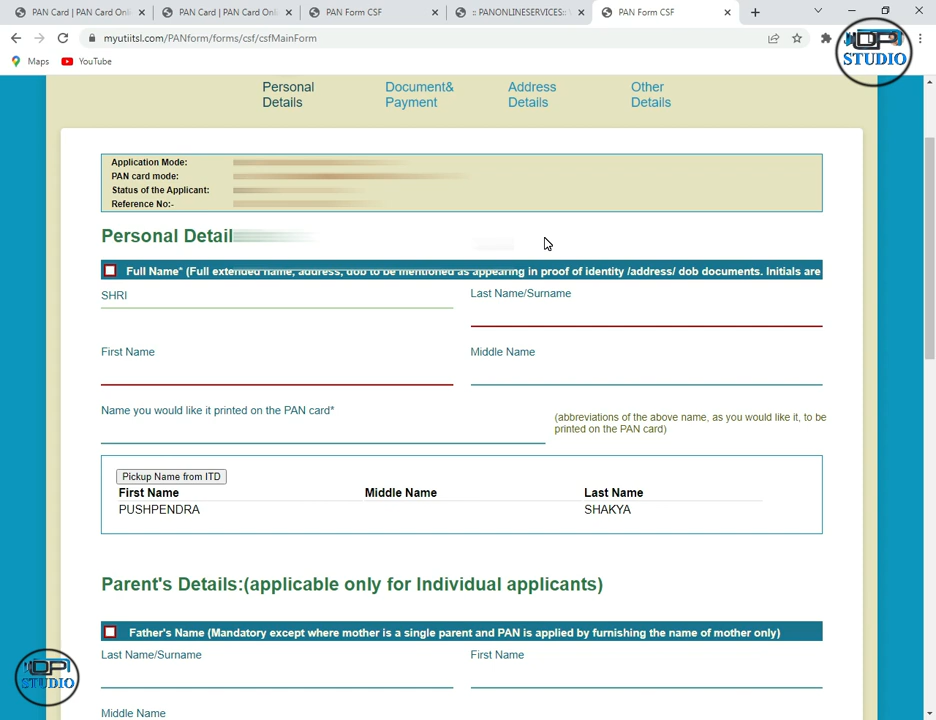 PAN Card | PAN Card Onl
PAN Card | PAN Card Onl
PAN Form CSF
:: PANONLINESERVICES:: W
PAN Form CSF
myutiitsl.com/PANform/forms/csf/csfMainForm
Maps
YouTube
STUDIO
Personal Details
Document& Payment
Address Details
Other Details
Application Mode:
PAN card mode:
Status of the Applicant:
Reference No:-
Personal Detail
Full Name* (Full extended name, address, dob to be mentioned as appearing in proof of identity /address/ dob documents. Initials are
SHRI
Last Name/Surname
First Name
Middle Name
Name you would like it printed on the PAN card*
(abbreviations of the above name, as you would like it, to be
printed on the PAN card)
Pickup Name from ITD
First Name Middle Name Last Name
PUSHPENDRA SHAKYA
Parent's Details:(applicable only for Individual applicants)
Father's Name (Mandatory except where mother is a single parent and PAN is applied by furnishing the name of mother only)
Last Name/Surname
First Name
Middle Name
STUDIO